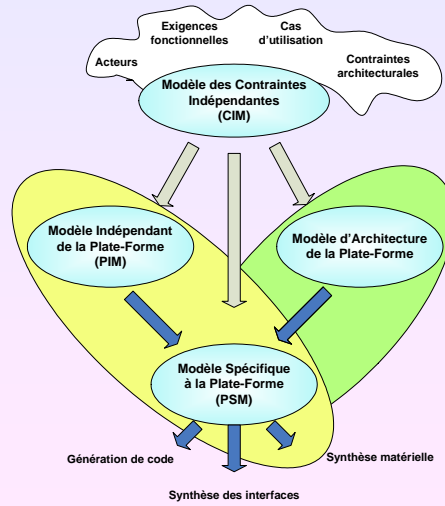 Exigences
fonctionnelles
Cas
d'utilisation
Acteurs
Contraintes
architecturales
Modèle des Contraintes
Indépendantes
(CIM)
Modèle Indépendant
de la Plate-Forme
(PIM)
Modèle d'Architecture
de la Plate-Forme
Modèle Spécifique
à la Plate-Forme
(PSM)
Génération de code
Synthèse matérielle
Synthèse des interfaces